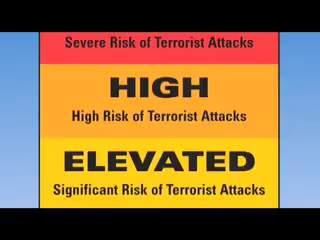 Severe Risk of Terrorist Attacks
HIGH
High Risk of Terrorist Attacks
ELEVATED
Significant Risk of Terrorist Attacks